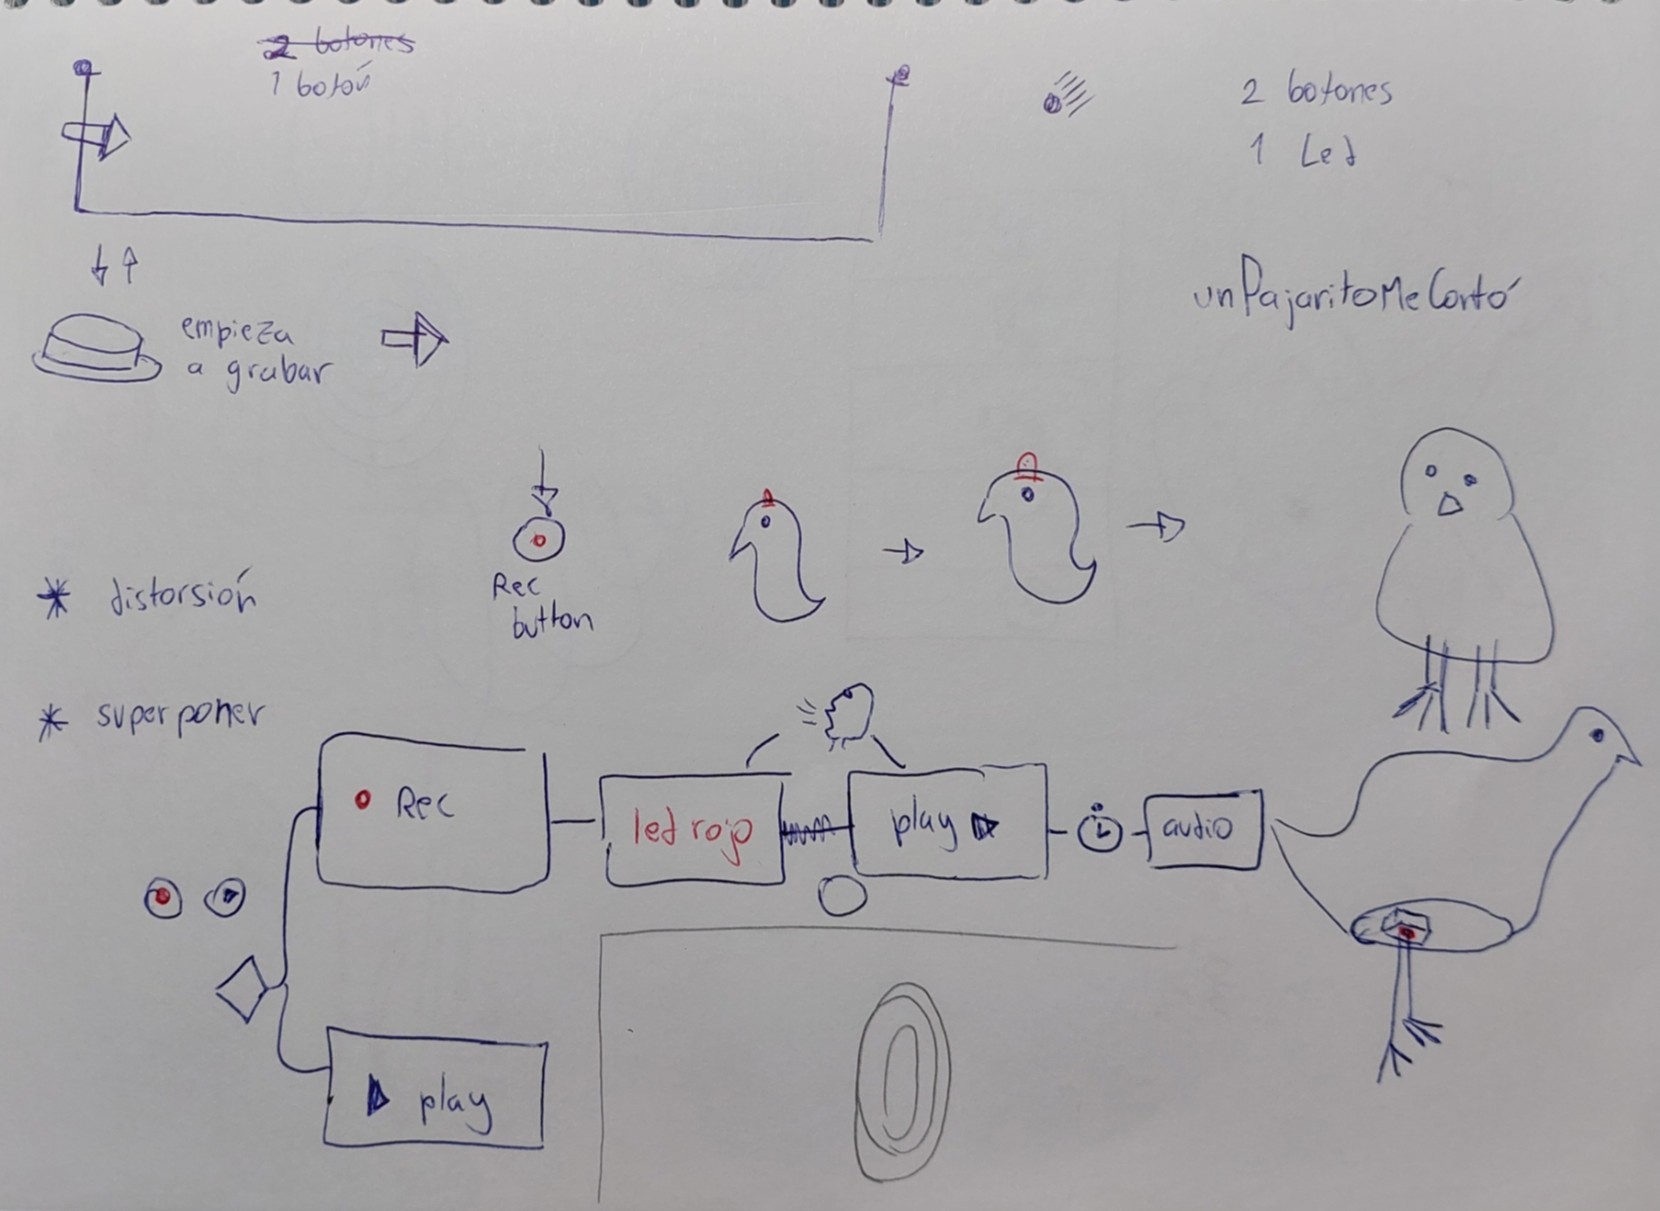 2 botones
1 botón
2 botones
1 Led
empieza
a grabar
unPajaritoMeContó
Rec
button
* distorsión
* superponer
Rec
led rojo
play
audio
play